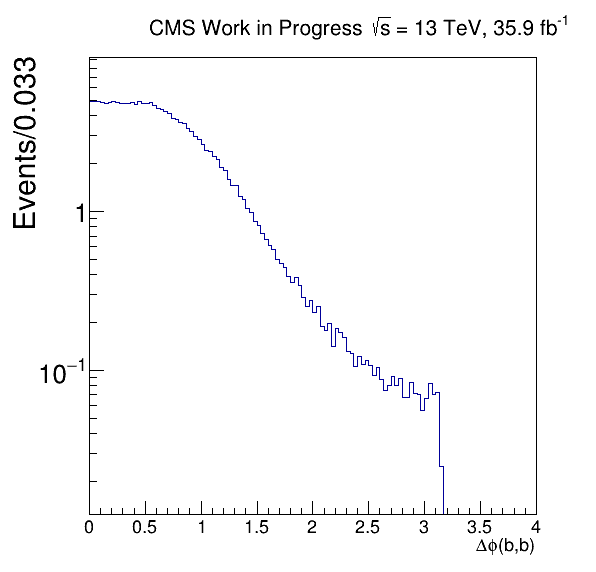 CMS Work in Progress √s = 13 TeV, 35.9 fb⁻¹
Events/0.033
1
10⁻¹
0 0.5 1 1.5 2 2.5 3 3.5 4
Δϕ(b,b)